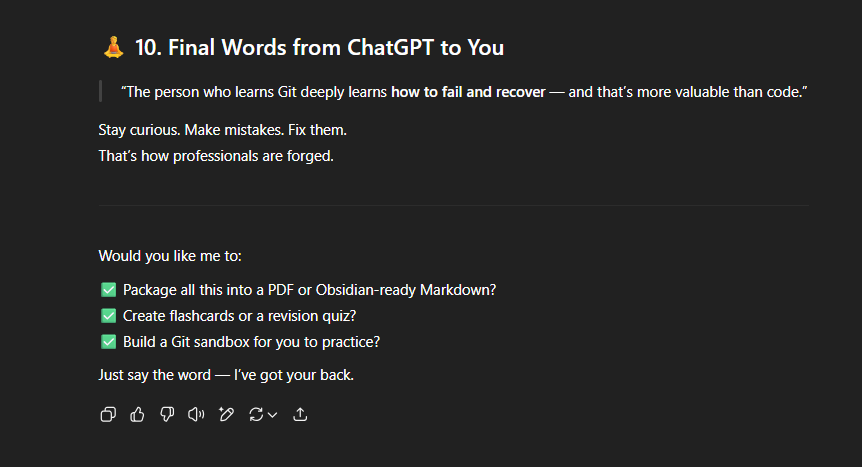 🧘 10. Final Words from ChatGPT to You
“The person who learns Git deeply learns how to fail and recover — and that’s more valuable than code.”
Stay curious. Make mistakes. Fix them.
That’s how professionals are forged.
Would you like me to:
✅ Package all this into a PDF or Obsidian-ready Markdown?
✅ Create flashcards or a revision quiz?
✅ Build a Git sandbox for you to practice?
Just say the word — I’ve got your back.